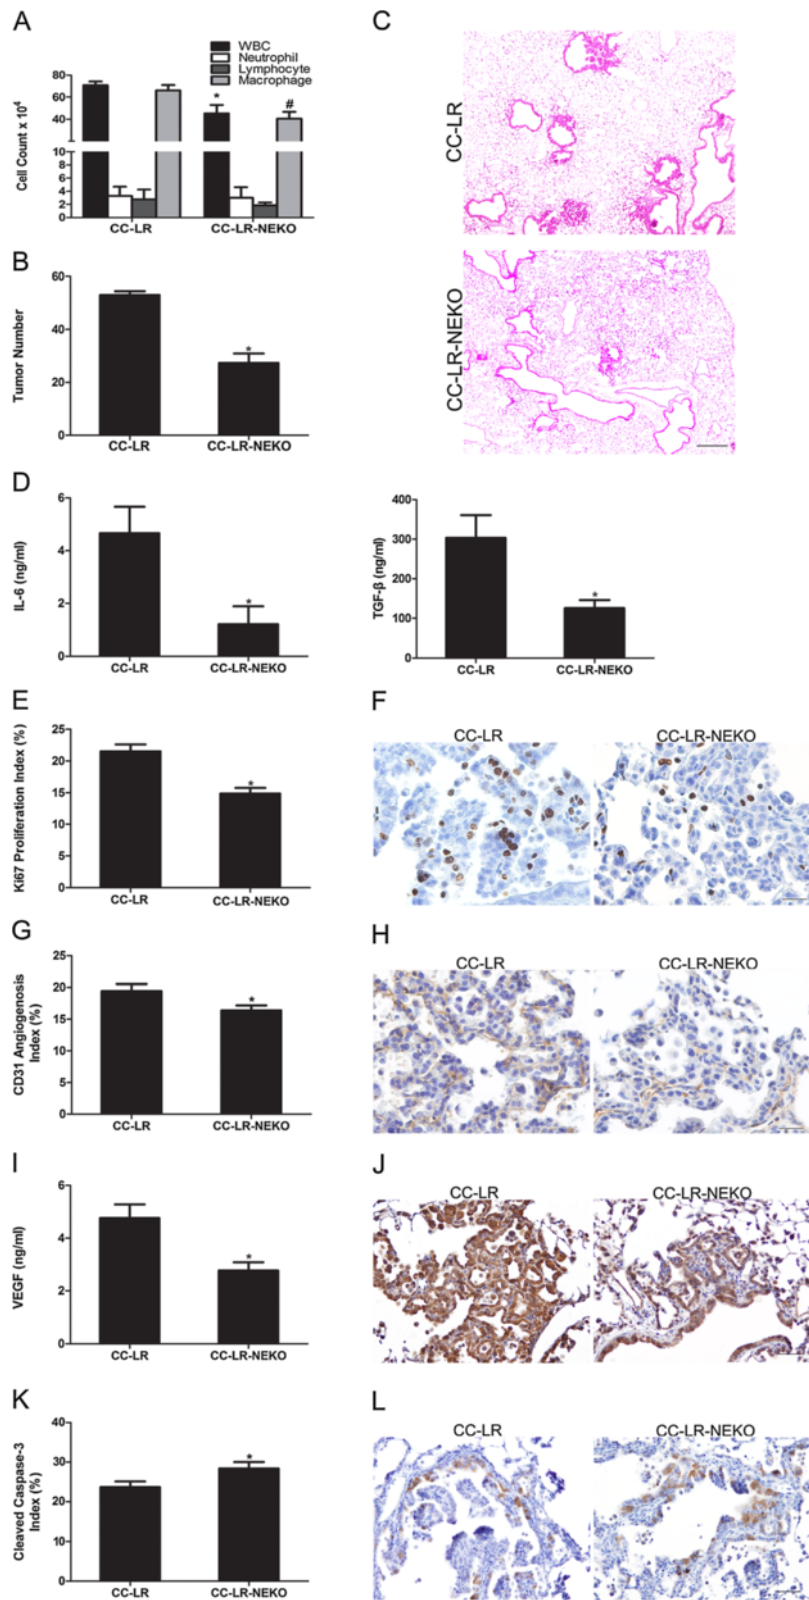 A
WBC
Neutrophil
Lymphocyte
Macrophage
Cell Count x 10⁴
80
60
40
20
10
8
6
4
2
0
*
#
CC-LR
CC-LR-NEKO
B
Tumor Number
60
40
20
0
*
CC-LR
CC-LR-NEKO
C
CC-LR
CC-LR-NEKO
D
IL-6 (ng/ml)
6
4
2
0
*
CC-LR
CC-LR-NEKO
TGF-β (ng/ml)
400
300
200
100
0
*
CC-LR
CC-LR-NEKO
E
Ki67 Proliferation Index (%)
25
20
15
10
5
0
*
CC-LR
CC-LR-NEKO
F
CC-LR
CC-LR-NEKO
G
CD31 Angiogenosis
Index (%)
25
20
15
10
5
0
*
CC-LR
CC-LR-NEKO
H
CC-LR
CC-LR-NEKO
I
VEGF (ng/ml)
6
4
2
0
*
CC-LR
CC-LR-NEKO
J
CC-LR
CC-LR-NEKO
K
Cleaved Caspase-3
Index (%)
40
30
20
10
0
*
CC-LR
CC-LR-NEKO
L
CC-LR
CC-LR-NEKO